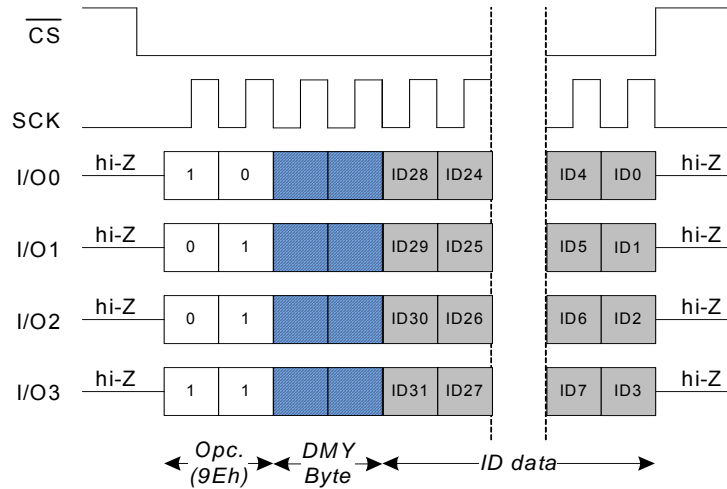 CS
SCK
I/O0 hi-Z 1 0 ID28 ID24 ID4 ID0 hi-Z
I/O1 hi-Z 0 1 ID29 ID25 ID5 ID1 hi-Z
I/O2 hi-Z 0 1 ID30 ID26 ID6 ID2 hi-Z
I/O3 hi-Z 1 1 ID31 ID27 ID7 ID3 hi-Z
Opc. DMY ID data
(9Eh) Byte